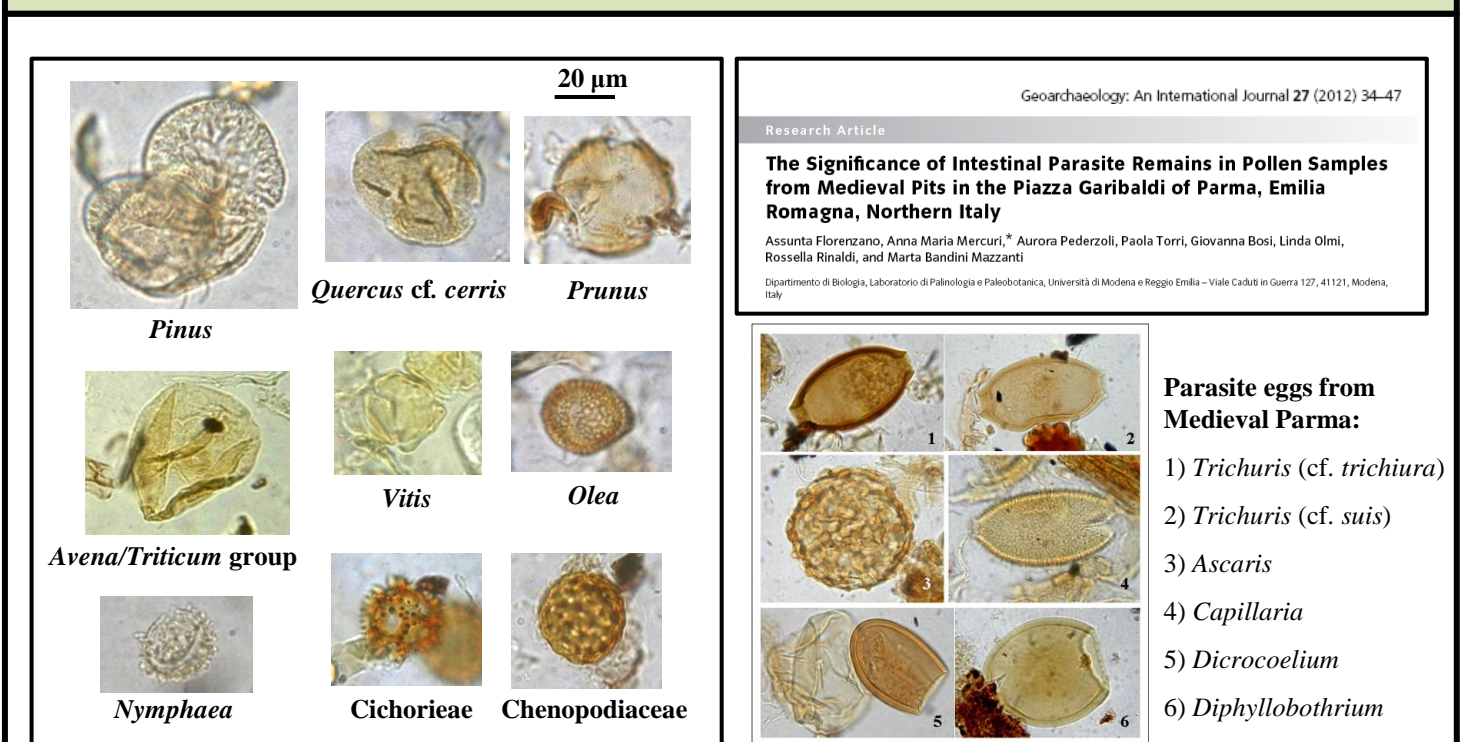 20 µm
Pinus
Quercus cf. cerris
Prunus
Avena/Triticum group
Vitis
Olea
Nymphaea
Cichorieae
Chenopodiaceae
Geoarchaeology: An International Journal 27 (2012) 34–47
Research Article
The Significance of Intestinal Parasite Remains in Pollen Samples
from Medieval Pits in the Piazza Garibaldi of Parma, Emilia
Romagna, Northern Italy
Assunta Florenzano, Anna Maria Mercuri,* Aurora Pederzoli, Paola Torri, Giovanna Bosi, Linda Olmi,
Rossella Rinaldi, and Marta Bandini Mazzanti
Dipartimento di Biologia, Laboratorio di Palinologia e Paleobotanica, Università di Modena e Reggio Emilia – Viale Caduti in Guerra 127, 41121, Modena,
Italy
1
2
3
4
5
6
Parasite eggs from
Medieval Parma:
1) Trichuris (cf. trichiura)
2) Trichuris (cf. suis)
3) Ascaris
4) Capillaria
5) Dicrocoelium
6) Diphyllobothrium